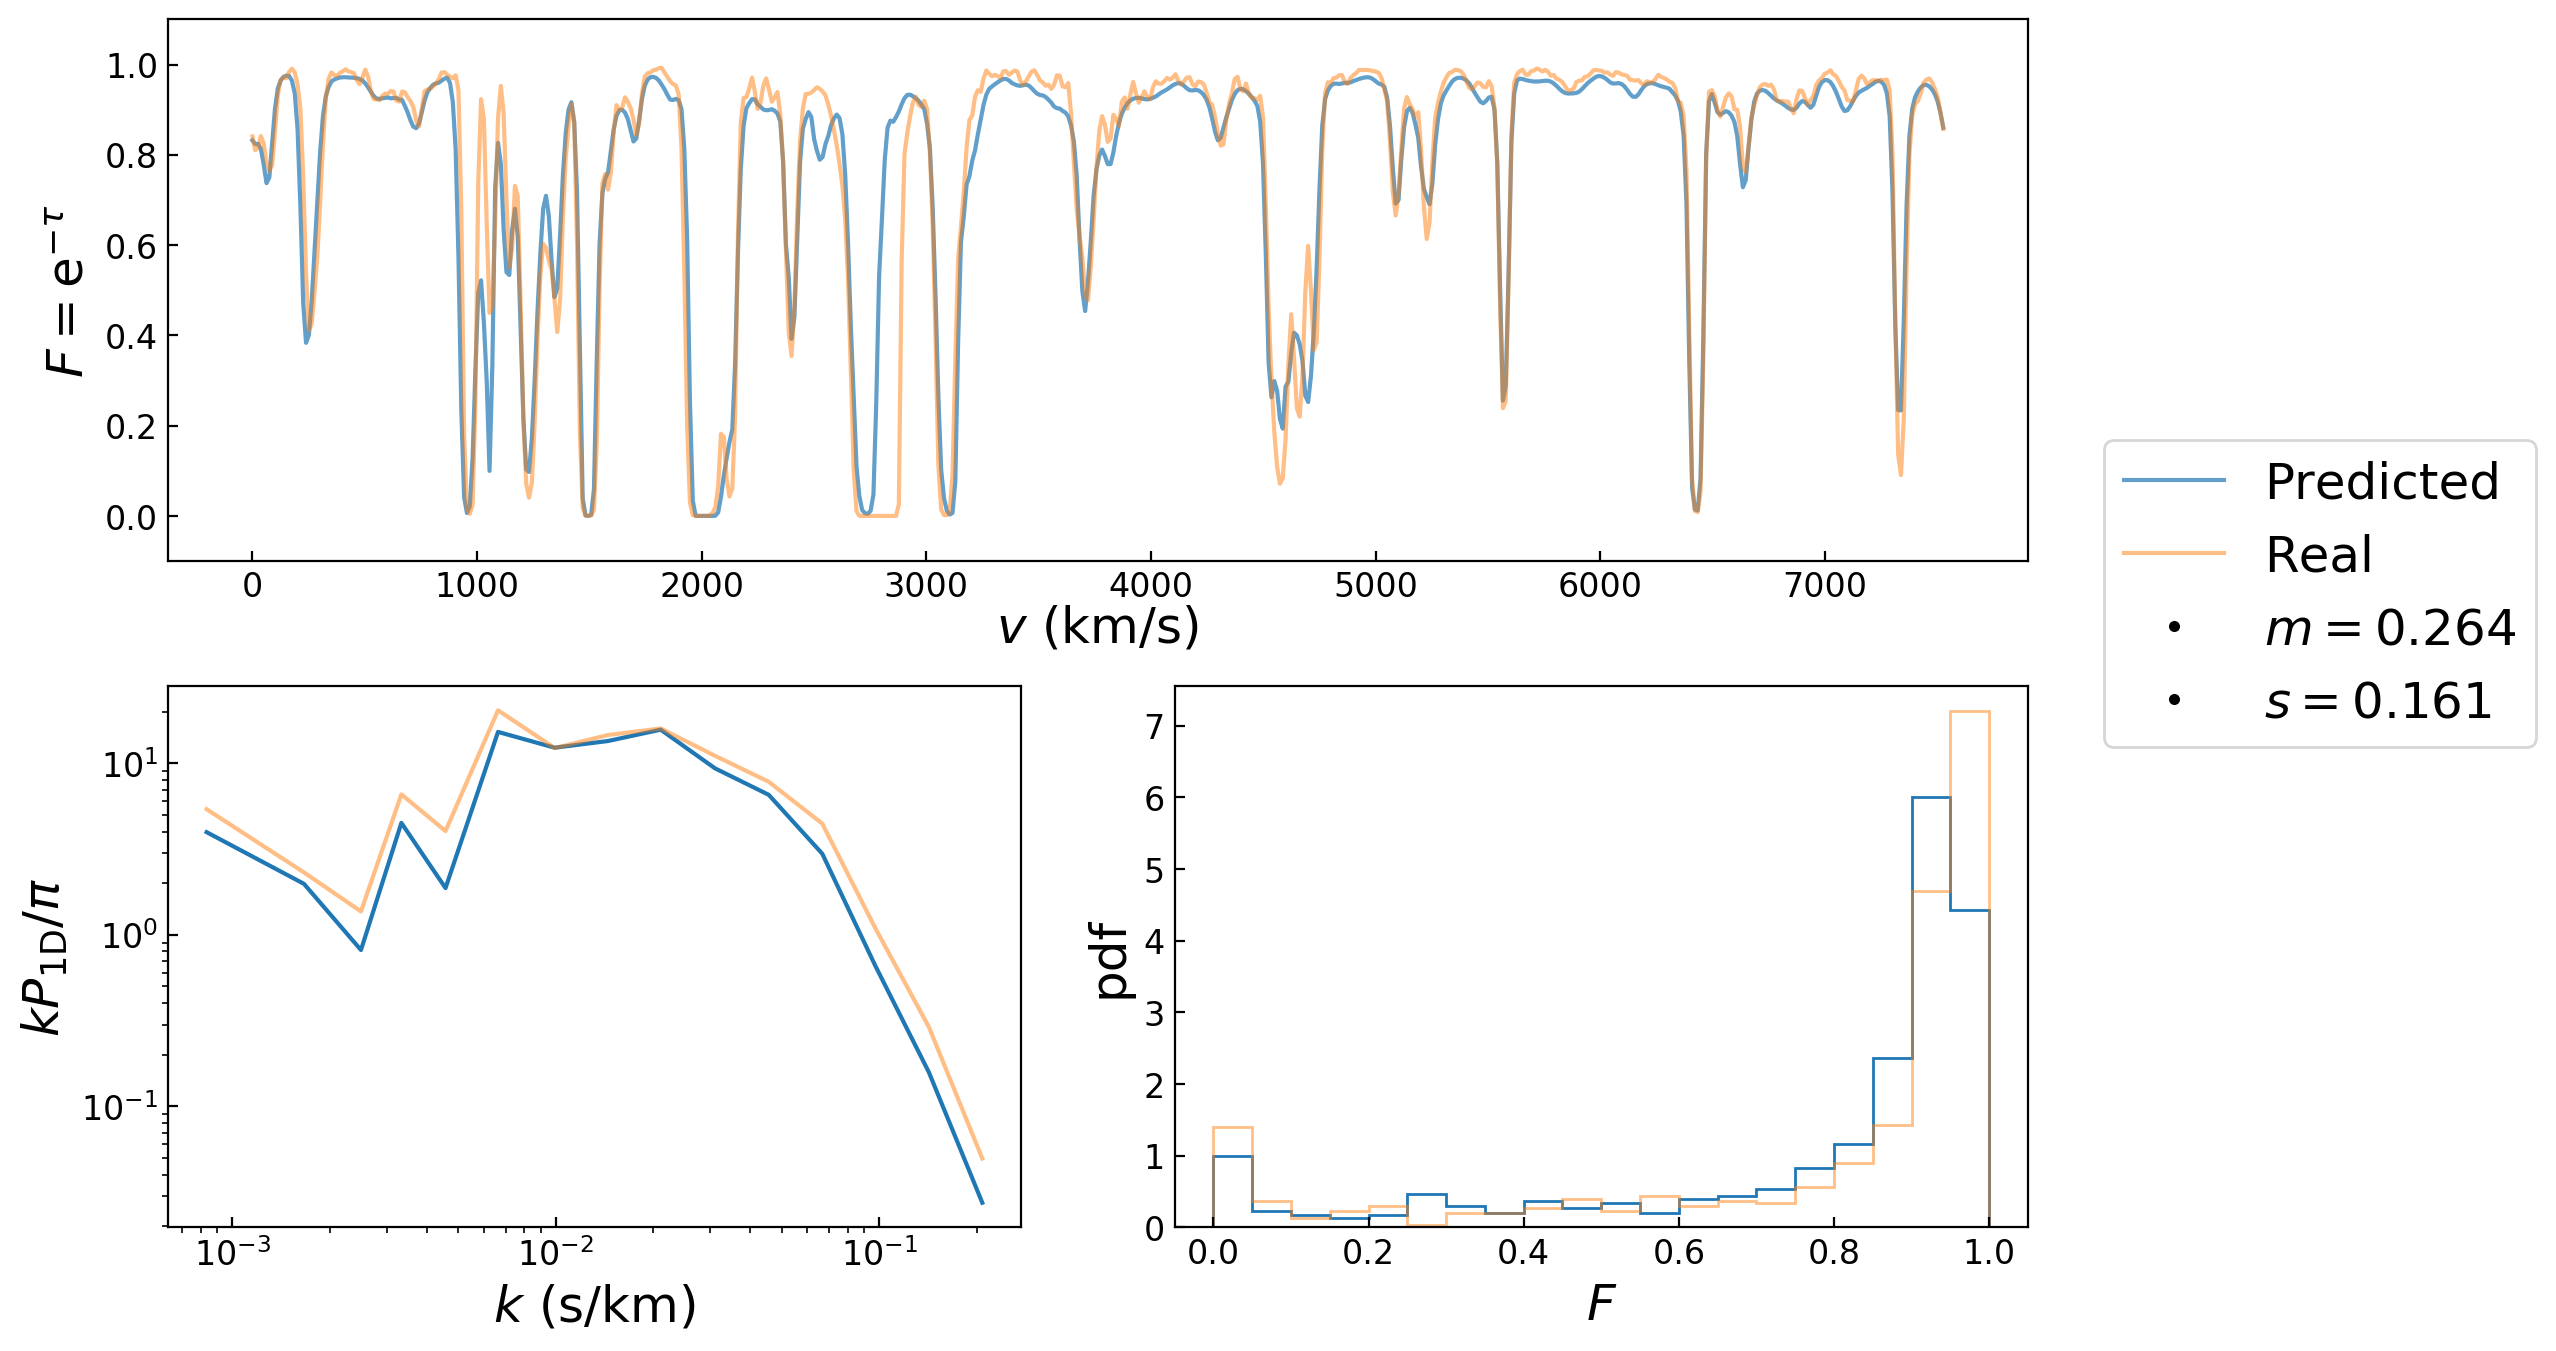 F = e^{−τ}
1.0
0.8
0.6
0.4
0.2
0.0
0 1000 2000 3000 4000 5000 6000 7000
v (km/s)
Predicted
Real
m = 0.264
s = 0.161
kP_{1D}/π
10^1
10^0
10^{−1}
10^{−3} 10^{−2} 10^{−1}
k (s/km)
pdf
7
6
5
4
3
2
1
0
0.0 0.2 0.4 0.6 0.8 1.0
F